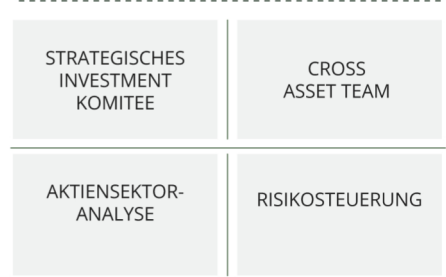 STRATEGISCHES
INVESTMENT
KOMITEE
CROSS
ASSET TEAM
AKTIENSEKTOR-
ANALYSE
RISIKOSTEUERUNG